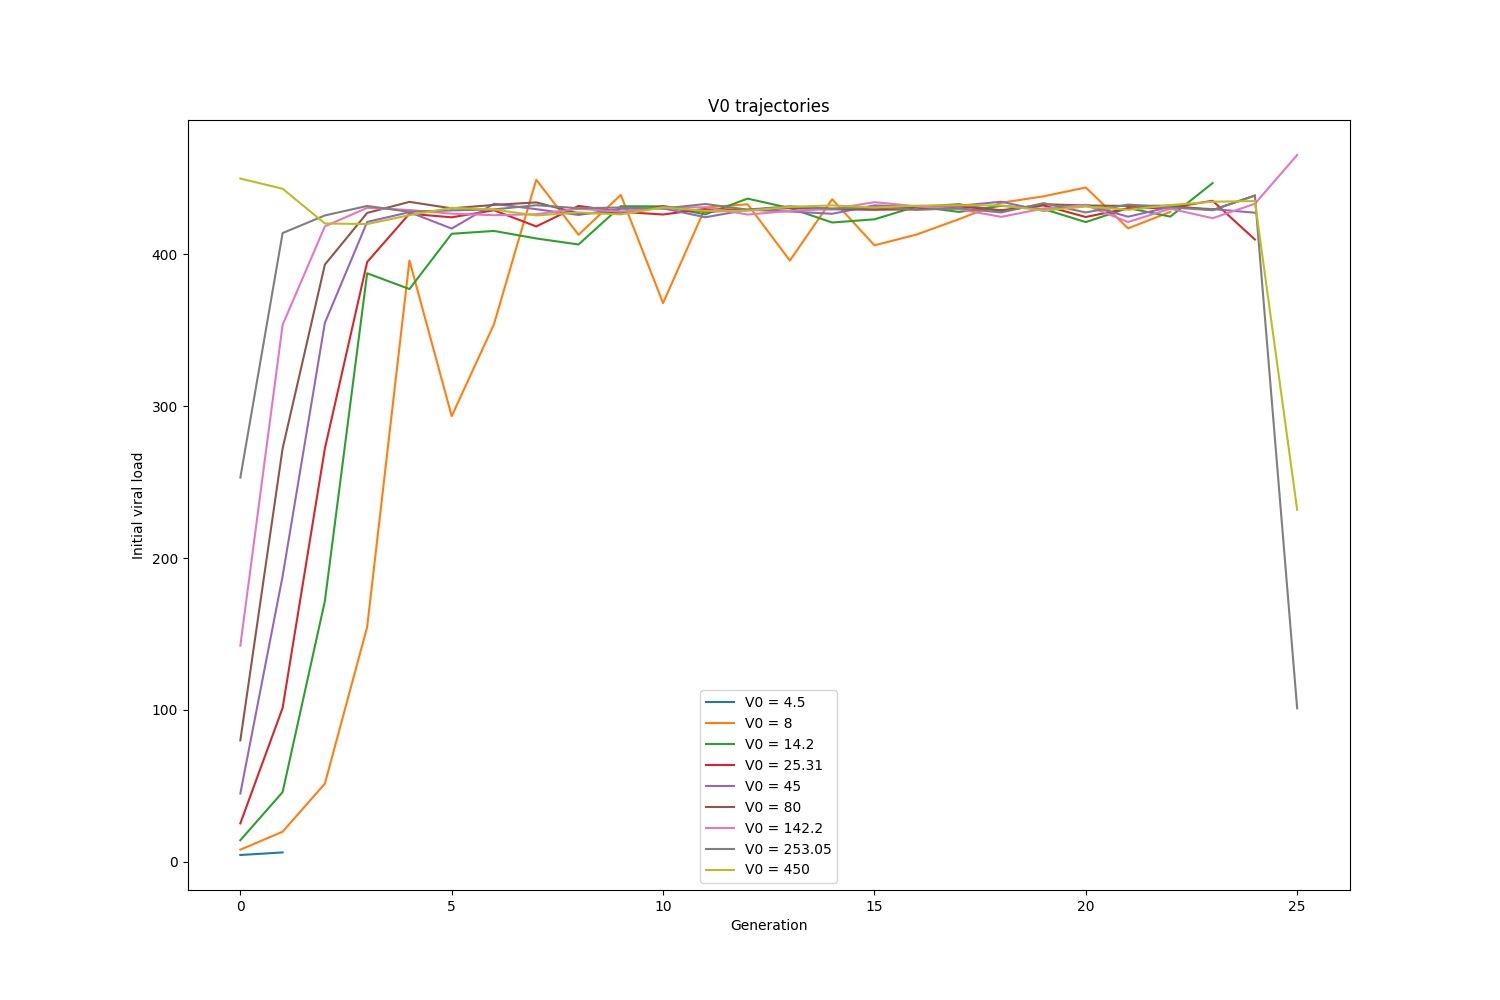 V0 trajectories
Initial viral load
400
300
200
100
0
0 5 10 15 20 25
Generation
V0 = 4.5
V0 = 8
V0 = 14.2
V0 = 25.31
V0 = 45
V0 = 80
V0 = 142.2
V0 = 253.05
V0 = 450